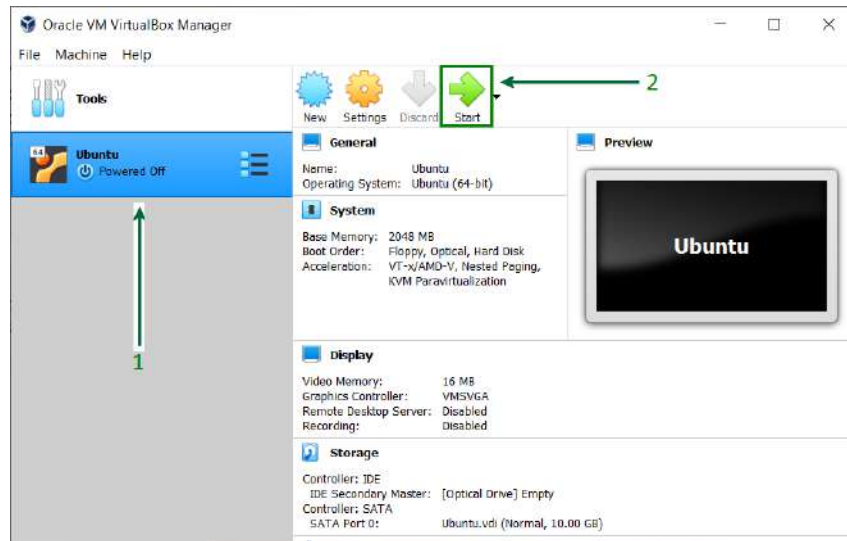 Oracle VM VirtualBox Manager
File Machine Help
Tools
New Settings Discard Start
2
64
Ubuntu
Powered Off
1
General
Name: Ubuntu
Operating System: Ubuntu (64-bit)
System
Base Memory: 2048 MB
Boot Order: Floppy, Optical, Hard Disk
Acceleration: VT-x/AMD-V, Nested Paging,
KVM Paravirtualization
Preview
Ubuntu
Display
Video Memory: 16 MB
Graphics Controller: VMSVGA
Remote Desktop Server: Disabled
Recording: Disabled
Storage
Controller: IDE
IDE Secondary Master: [Optical Drive] Empty
Controller: SATA
SATA Port 0: Ubuntu.vdi (Normal, 10.00 GB)